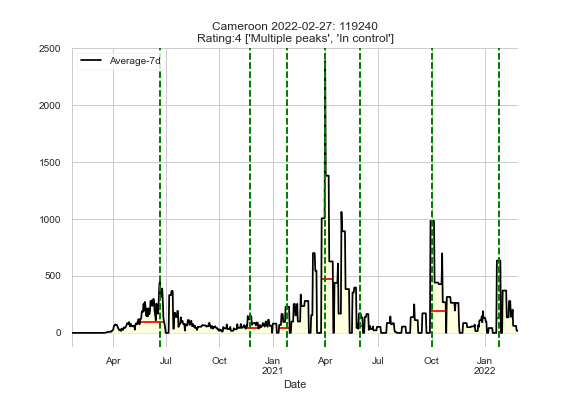 Cameroon 2022-02-27: 119240
Rating:4 ['Multiple peaks', 'In control']
2500
Average-7d
2000
1500
1000
500
0
Apr Jul Oct Jan Apr Jul Oct Jan
2021 2022
Date